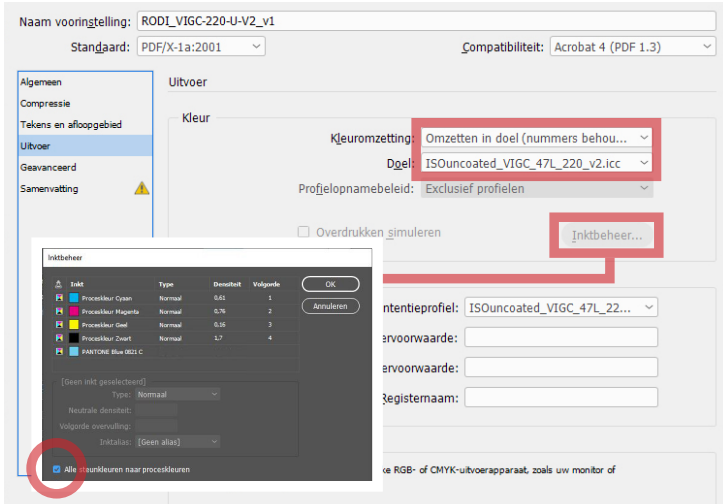 Naam voorinstelling: RODI_VIGC-220-U-V2_v1
Standaard: PDF/X-1a:2001 Compatibiliteit: Acrobat 4 (PDF 1.3)
Algemeen
Compressie
Tekens en afloopgebied
Uitvoer
Geavanceerd
Samenvatting
Uitvoer
Kleur
Kleuromzetting: Omzetten in doel (nummers behou...
Doel: ISOuncoated_VIGC_47L_220_v2.icc
Profielopnamebeleid: Exclusief profielen
Overdrukken simuleren
Inktbeheer...
Inktbeheer
Inkt Type Densiteit Volgorde
Proceskleur Cyaan Normaal 0,61 1
Proceskleur Magenta Normaal 0,76 2
Proceskleur Geel Normaal 0,16 3
Proceskleur Zwart Normaal 1,7 4
PANTONE Blue 0821 C
OK
Annuleren
[Geen inkt geselecteerd]
Type: Normaal
Neutrale densiteit:
Volgorde overvulling:
Inktalias: [Geen alias]
Alle steunkleuren naar proceskleuren
ntentieprofiel: ISOuncoated_VIGC_47L_22...
ervoorwaarde:
ervoorwaarde:
Registernaam:
ke RGB- of CMYK-uitvoerapparaat, zoals uw monitor of